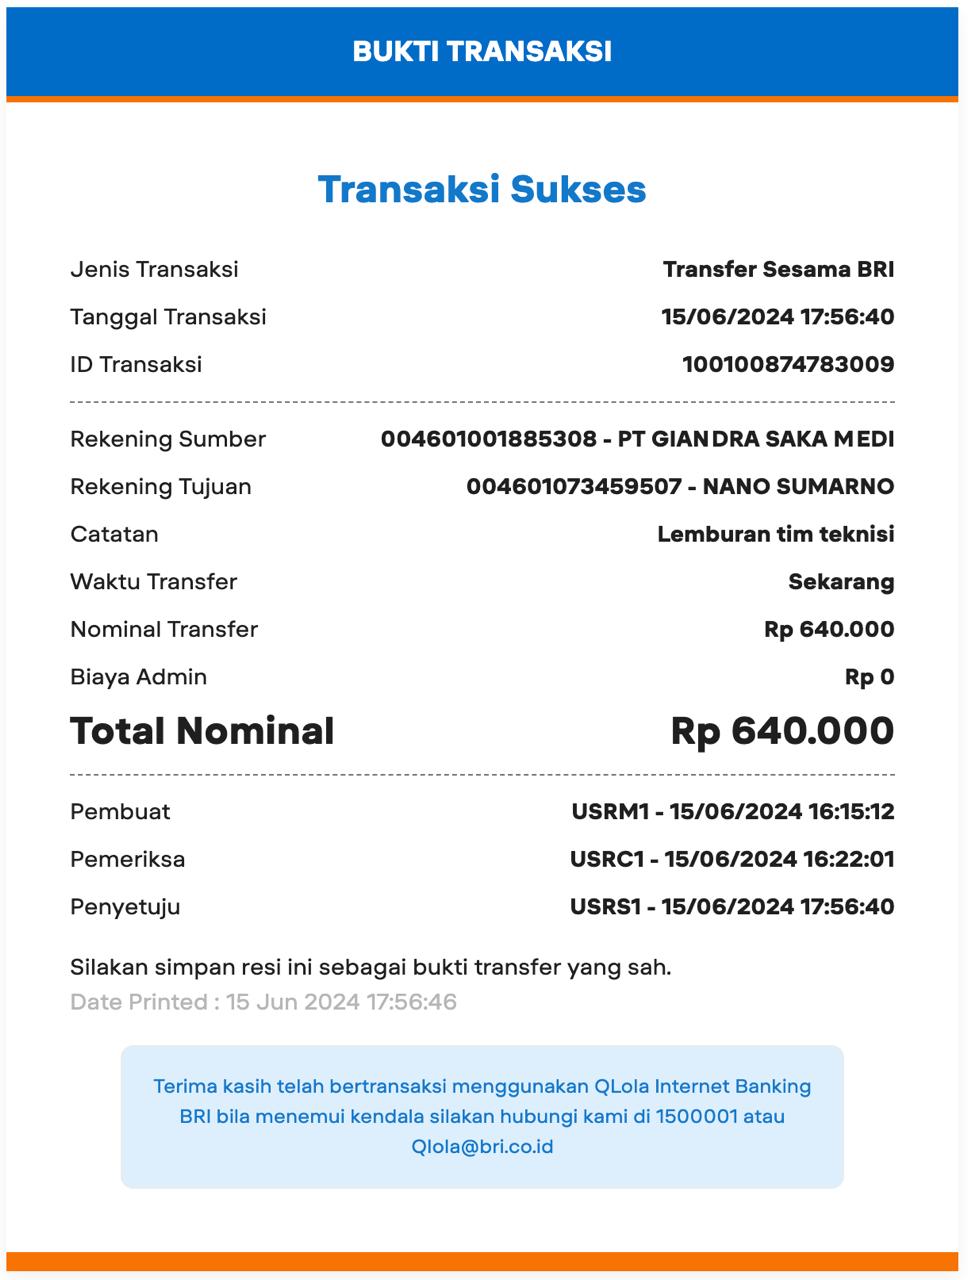 BUKTI TRANSAKSI
Transaksi Sukses
Jenis Transaksi Transfer Sesama BRI
Tanggal Transaksi 15/06/2024 17:56:40
ID Transaksi 100100874783009
Rekening Sumber 004601001885308 - PT GIANDRA SAKA MEDI
Rekening Tujuan 004601073459507 - NANO SUMARNO
Catatan Lemburan tim teknisi
Waktu Transfer Sekarang
Nominal Transfer Rp 640.000
Biaya Admin Rp 0
Total Nominal Rp 640.000
Pembuat USRM1 - 15/06/2024 16:15:12
Pemeriksa USRC1 - 15/06/2024 16:22:01
Penyetuju USRS1 - 15/06/2024 17:56:40
Silakan simpan resi ini sebagai bukti transfer yang sah.
Date Printed : 15 Jun 2024 17:56:46
Terima kasih telah bertransaksi menggunakan QLola Internet Banking
BRI bila menemui kendala silakan hubungi kami di 1500001 atau
Qlola@bri.co.id